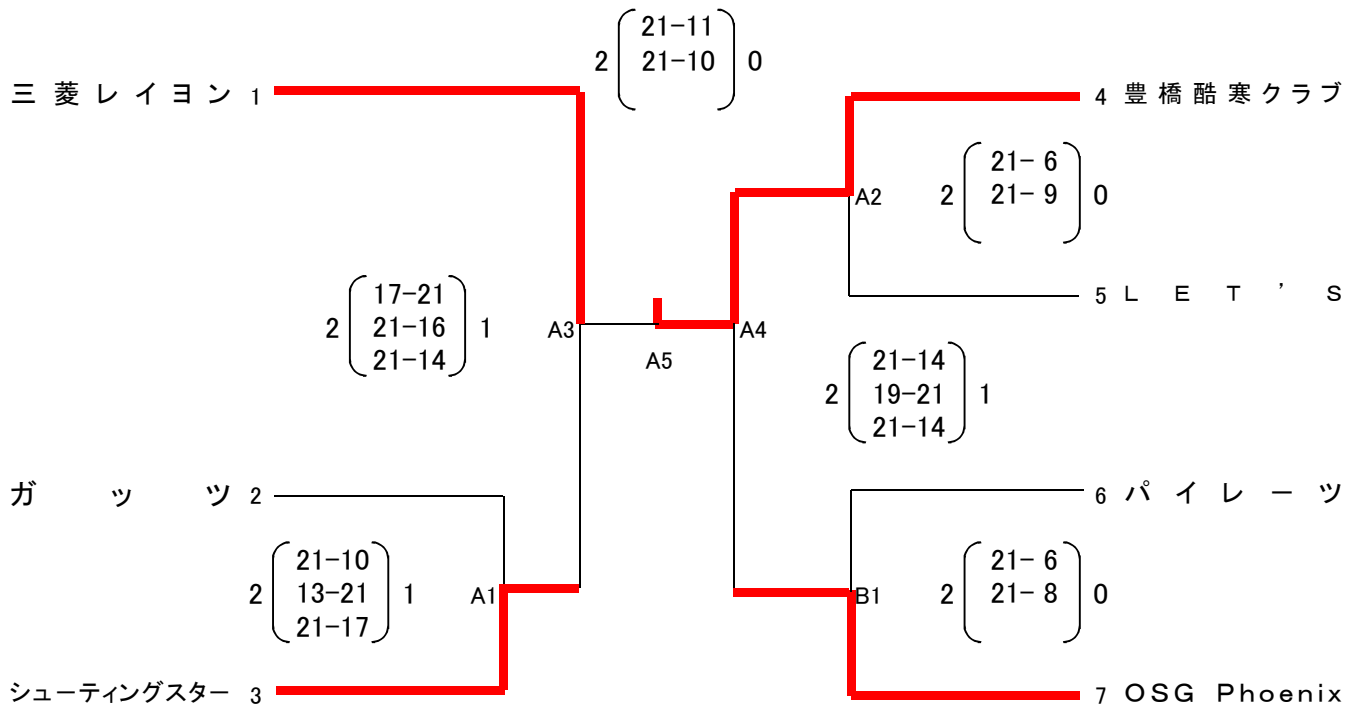 21-11
2 21-10 0
三菱レイヨン 1
4 豊橋酷寒クラブ
21- 6
2 21- 9 0
A2
5 LET'S
17-21
2 21-16 1
21-14
A3
A4
A5
21-14
2 19-21 1
21-14
ガッツ 2
6 パイレーツ
21-10
2 13-21 1
21-17
A1
B1
21- 6
2 21- 8 0
シューティングスター 3
7 OSG Phoenix